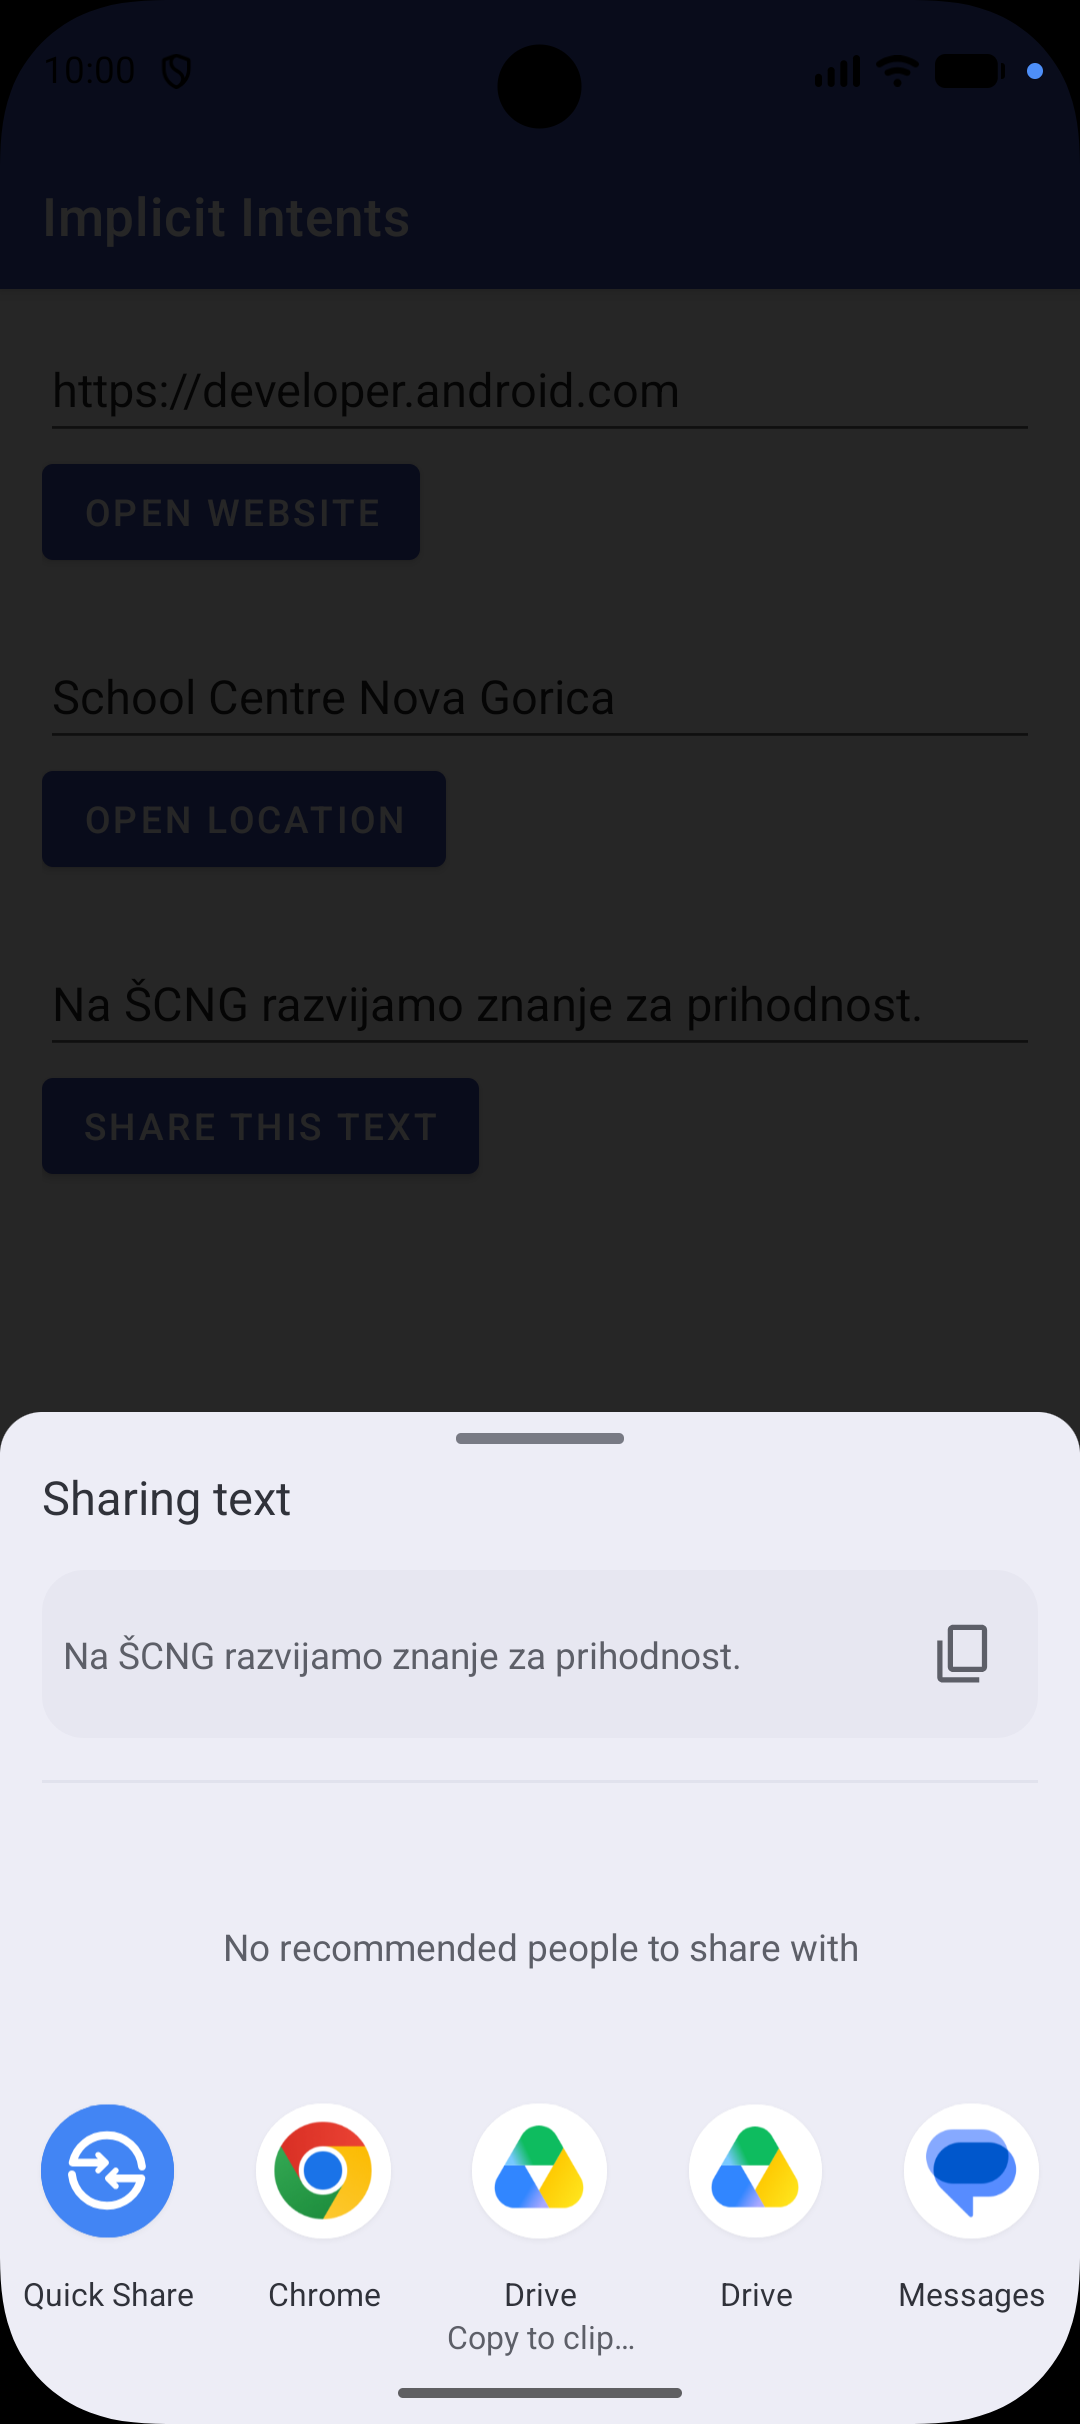 10:00
Implicit Intents
https://developer.android.com
OPEN WEBSITE
School Centre Nova Gorica
OPEN LOCATION
Na ŠCNG razvijamo znanje za prihodnost.
SHARE THIS TEXT
Sharing text
Na ŠCNG razvijamo znanje za prihodnost.
No recommended people to share with
Quick Share Chrome Drive Drive Messages
Copy to clip…